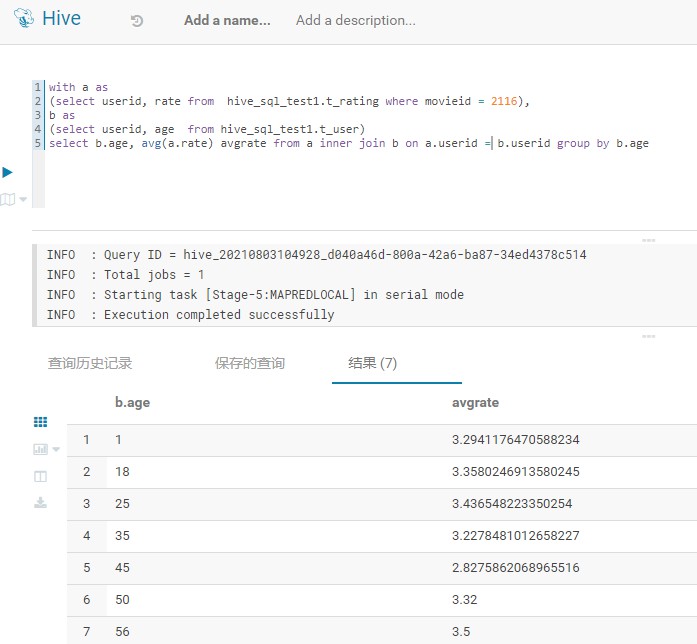 Hive Add a name... Add a description...
1 with a as
2 (select userid, rate from  hive_sql_test1.t_rating where movieid = 2116),
3 b as
4 (select userid, age  from hive_sql_test1.t_user)
5 select b.age, avg(a.rate) avgrate from a inner join b on a.userid = b.userid group by b.age
INFO  : Query ID = hive_20210803104928_d040a46d-800a-42a6-ba87-34ed4378c514
INFO  : Total jobs = 1
INFO  : Starting task [Stage-5:MAPREDLOCAL] in serial mode
INFO  : Execution completed successfully
查询历史记录 保存的查询 结果 (7)
b.age avgrate
1 1 3.2941176470588234
2 18 3.3580246913580245
3 25 3.436548223350254
4 35 3.2278481012658227
5 45 2.8275862068965516
6 50 3.32
7 56 3.5